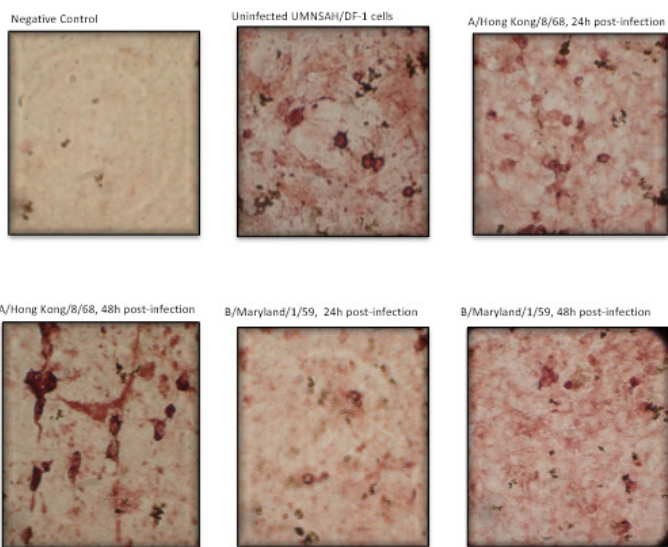 Negative Control
Uninfected UMNSAH/DF-1 cells
A/Hong Kong/8/68, 24h post-infection
A/Hong Kong/8/68, 48h post-infection
B/Maryland/1/59,  24h post-infection
B/Maryland/1/59, 48h post-infection